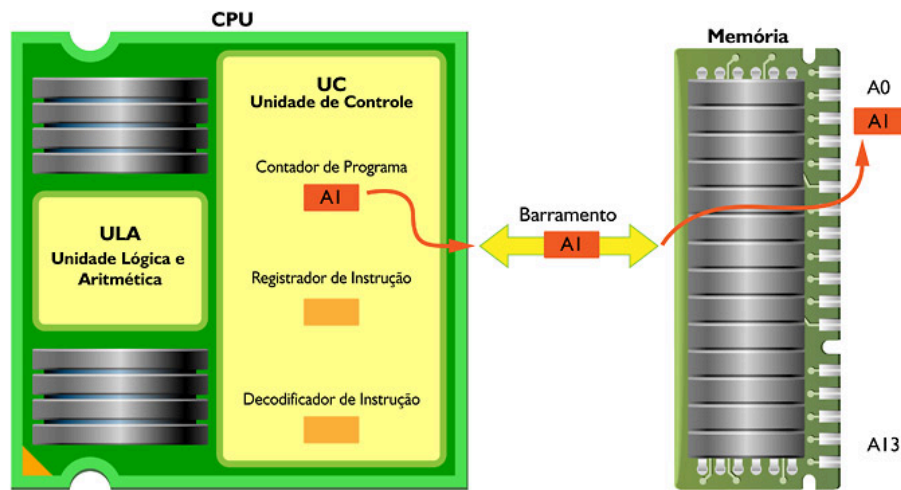 CPU
UC
Unidade de Controle
Contador de Programa
A1
ULA
Unidade Lógica e
Aritmética
Registrador de Instrução
Decodificador de Instrução
Barramento
A1
Memória
A0
A1
A13